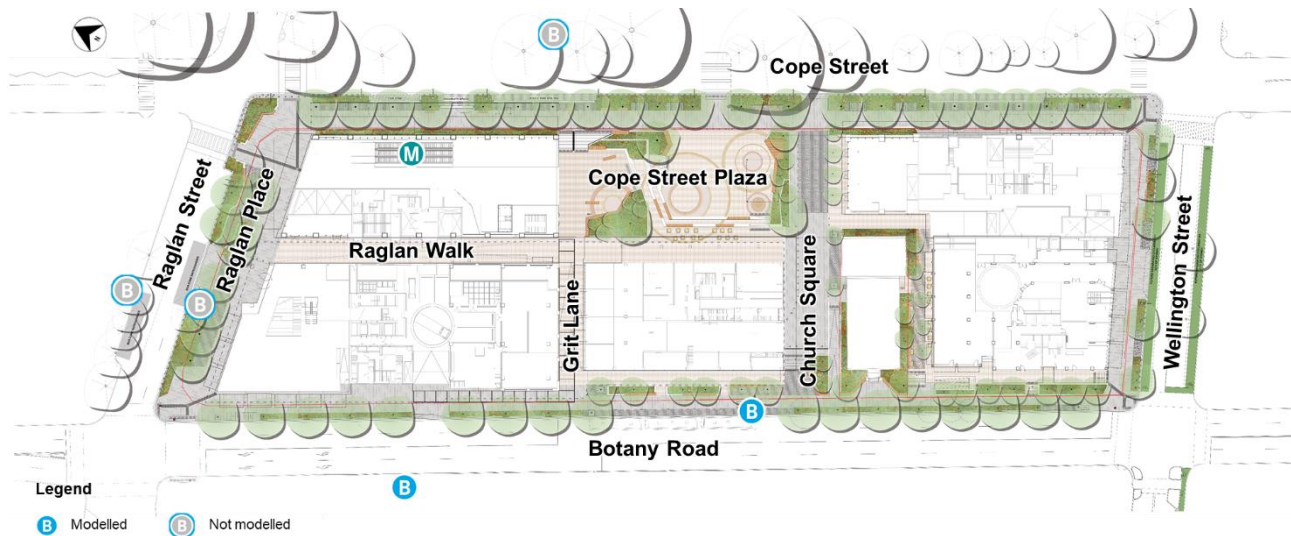 N
B
Cope Street
M
Cope Street Plaza
Raglan Street
Raglan Place
Raglan Walk
B
B
Grit Lane
Church Square
Wellington Street
B
Botany Road
B
Legend
B Modelled
B Not modelled